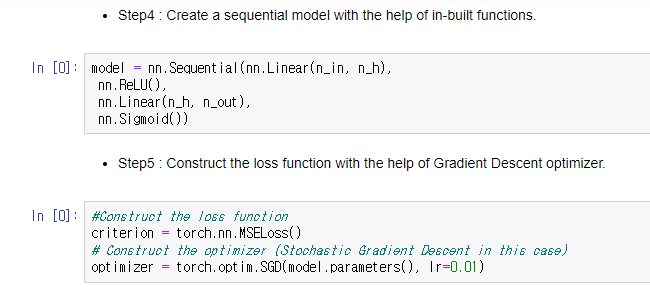 • Step4 : Create a sequential model with the help of in-built functions.
In [0]: model = nn.Sequential(nn.Linear(n_in, n_h),
nn.ReLU(),
nn.Linear(n_h, n_out),
nn.Sigmoid())
• Step5 : Construct the loss function with the help of Gradient Descent optimizer.
In [0]: #Construct the loss function
criterion = torch.nn.MSELoss()
# Construct the optimizer (Stochastic Gradient Descent in this case)
optimizer = torch.optim.SGD(model.parameters(), lr=0.01)